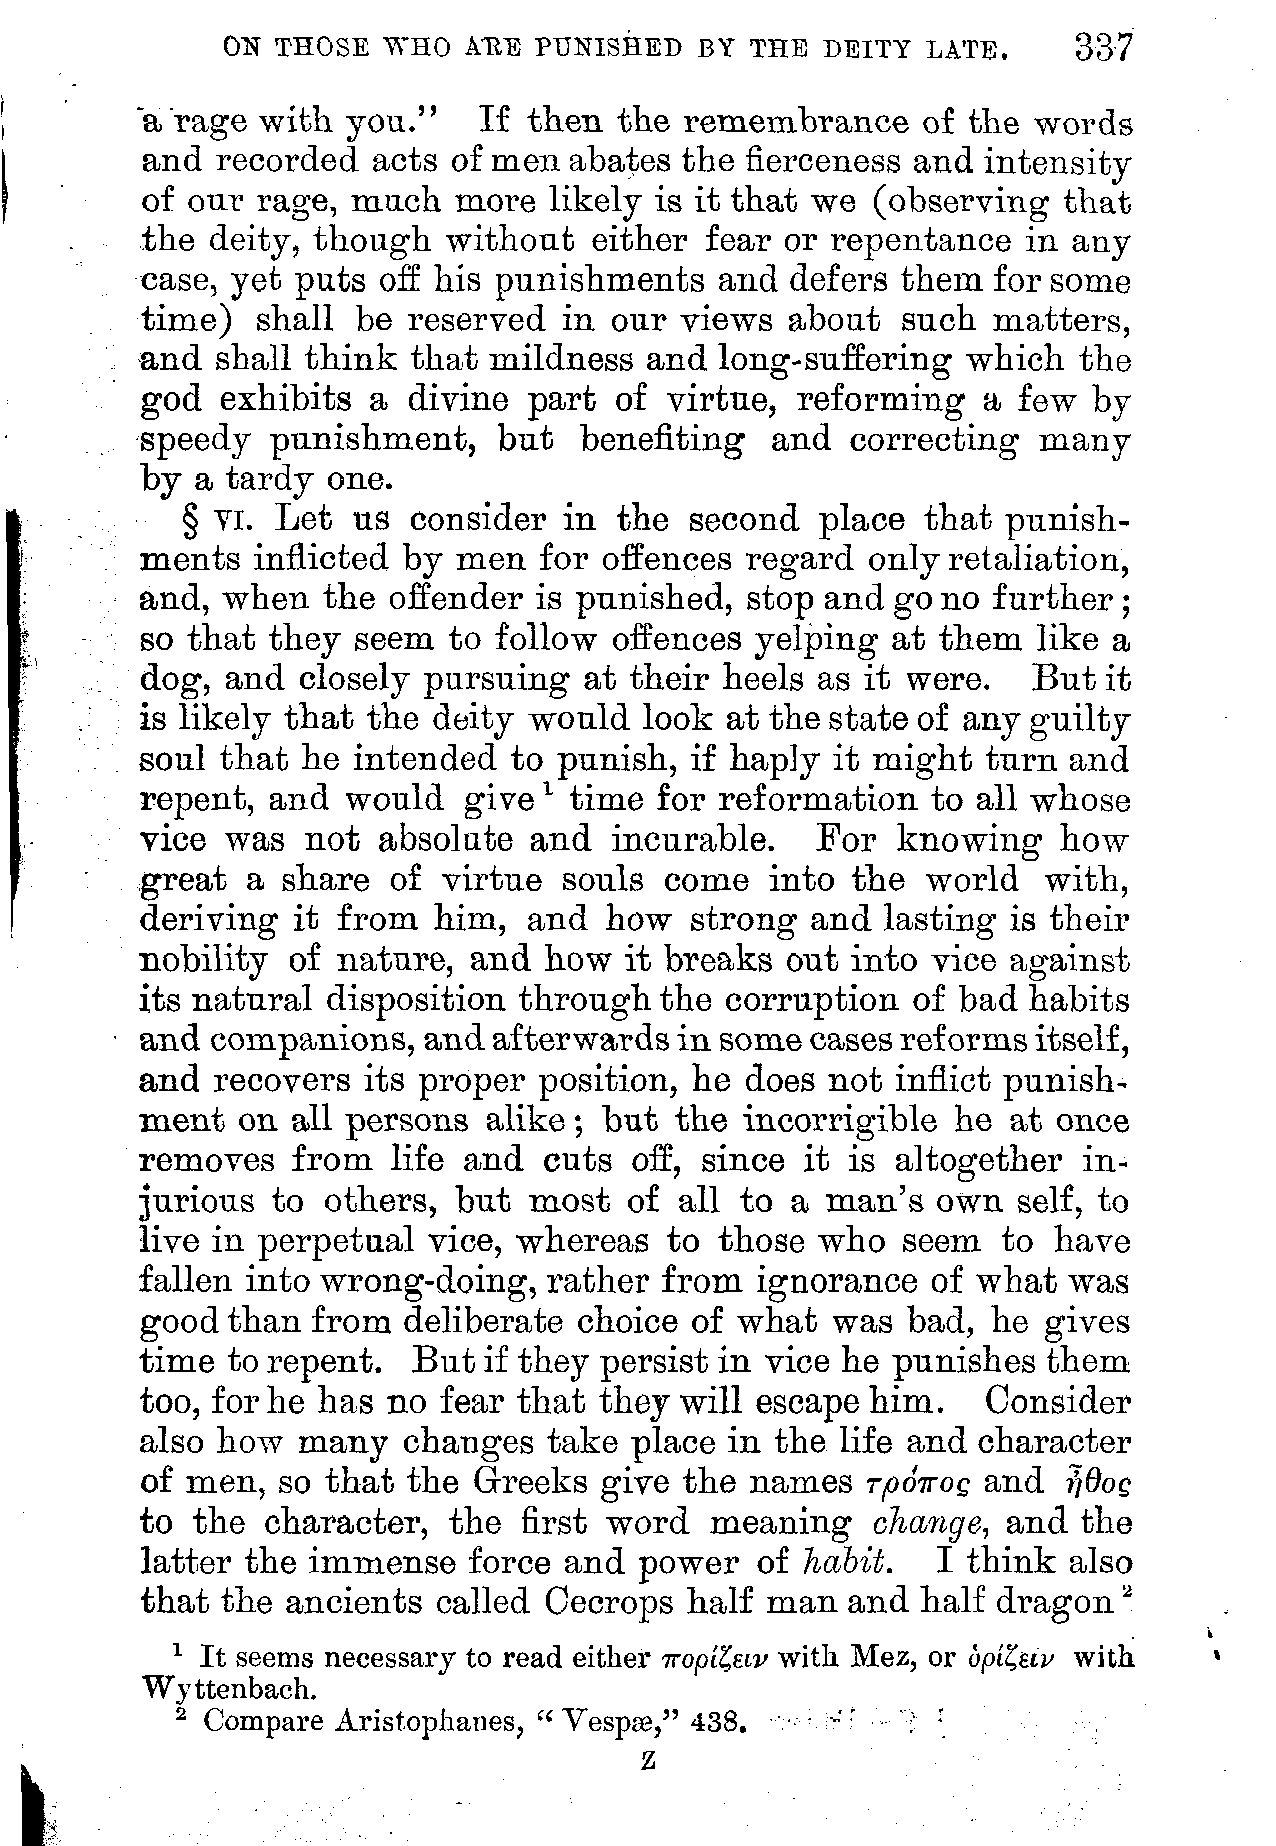 ON THOSE WHO ARE PUNISHED BY THE DEITY LATE. 337
a rage with you." If then the remembrance of the words
and recorded acts of men abates the fierceness and intensity
of our rage, much more likely is it that we (observing that
the deity, though without either fear or repentance in any
case, yet puts off his punishments and defers them for some
time) shall be reserved in our views about such matters,
and shall think that mildness and long-suffering which the
god exhibits a divine part of virtue, reforming a few by
speedy punishment, but benefiting and correcting many
by a tardy one.
§ VI. Let us consider in the second place that punish-
ments inflicted by men for offences regard only retaliation,
and, when the offender is punished, stop and go no further;
so that they seem to follow offences yelping at them like a
dog, and closely pursuing at their heels as it were. But it
is likely that the deity would look at the state of any guilty
soul that he intended to punish, if haply it might turn and
repent, and would give¹ time for reformation to all whose
vice was not absolute and incurable. For knowing how
great a share of virtue souls come into the world with,
deriving it from him, and how strong and lasting is their
nobility of nature, and how it breaks out into vice against
its natural disposition through the corruption of bad habits
and companions, and afterwards in some cases reforms itself,
and recovers its proper position, he does not inflict punish-
ment on all persons alike; but the incorrigible he at once
removes from life and cuts off, since it is altogether in-
jurious to others, but most of all to a man's own self, to
live in perpetual vice, whereas to those who seem to have
fallen into wrong-doing, rather from ignorance of what was
good than from deliberate choice of what was bad, he gives
time to repent. But if they persist in vice he punishes them
too, for he has no fear that they will escape him. Consider
also how many changes take place in the life and character
of men, so that the Greeks give the names τρόπος and ἦθος
to the character, the first word meaning change, and the
latter the immense force and power of habit. I think also
that the ancients called Cecrops half man and half dragon²
¹ It seems necessary to read either πορίζειν with Mez, or ὁρίζειν with
Wyttenbach.
² Compare Aristophanes, "Vespæ," 438.
Z